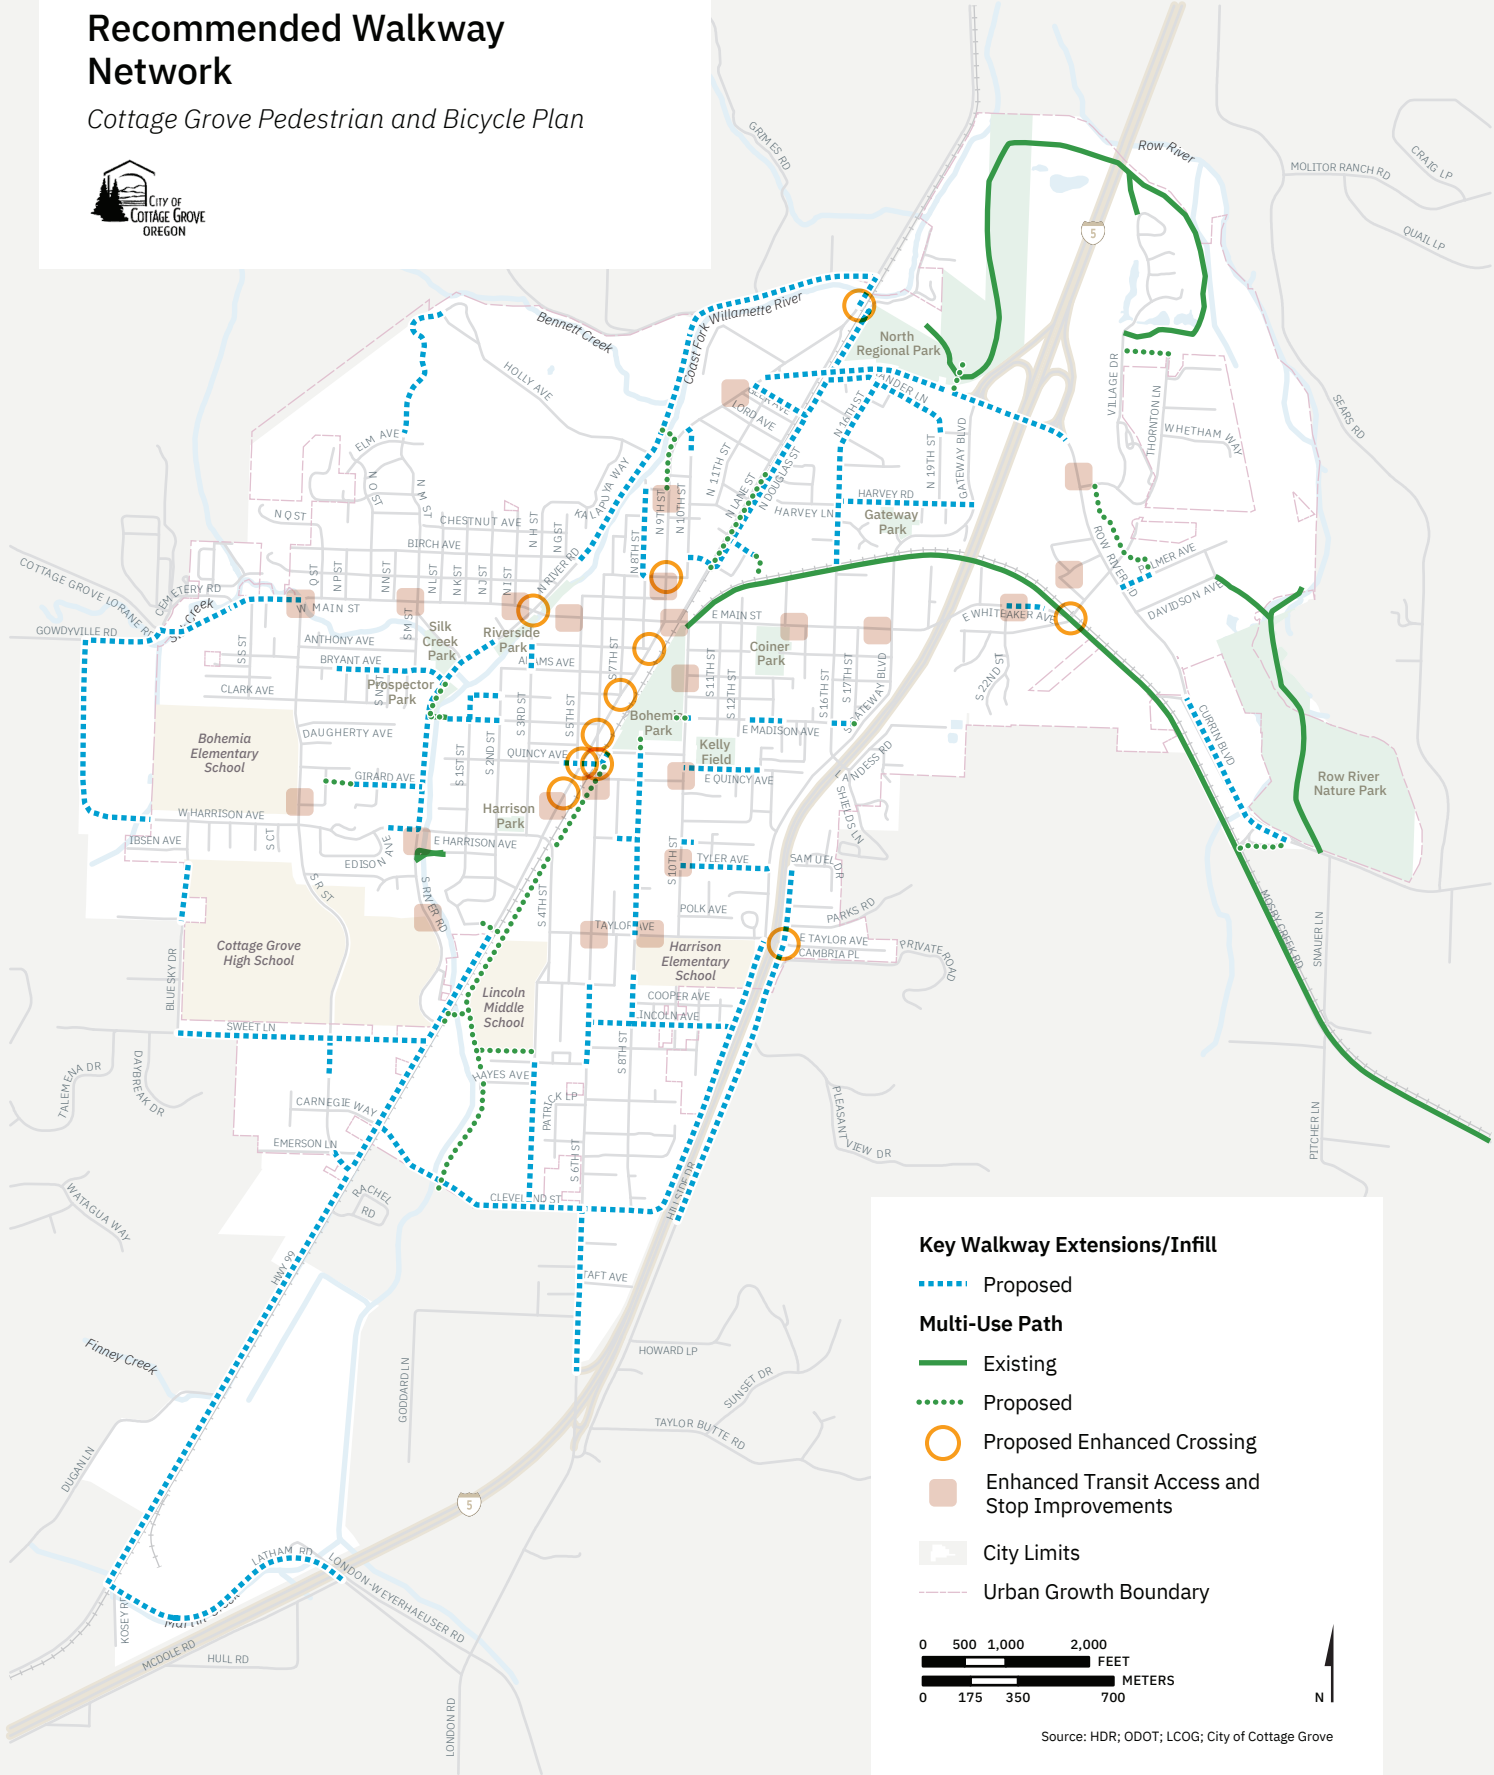 Recommended Walkway
Network
Cottage Grove Pedestrian and Bicycle Plan
CITY OF
COTTAGE GROVE
OREGON
GRIMES RD
Row River
MOLITOR RANCH RD
CRAIG LP
QUAIL LP
5
Bennett Creek
Coast Fork Willamette River
North
Regional Park
HOLLY AVE
LORD AVE
ANDER LN
N 16TH ST
VILLAGE DR
THORNTON LN
WHETHAM WAY
SEARS RD
ELM AVE
N O ST
N M ST
N Q ST
CHESTNUT AVE
BIRCH AVE
N H ST
N G ST
KALAPUYA WAY
N RIVER RD
N 8TH ST
N 9TH ST
N 10TH ST
N 11TH ST
N LANE ST
N DOUGLAS ST
HARVEY RD
HARVEY LN
Gateway
Park
N 19TH ST
GATEWAY BLVD
ROW RIVER RD
PALMER AVE
DAVIDSON AVE
COTTAGE GROVE LORANE RD
CEMETERY RD
GOWDYVILLE RD
Q ST
N P ST
N N ST
N L ST
N K ST
N J ST
N I ST
W MAIN ST
ANTHONY AVE
BRYANT AVE
CLARK AVE
S S ST
S M ST
Silk
Creek
Park
Riverside
Park
Prospector
Park
E MAIN ST
Coiner
Park
E WHITEAKER AVE
S 22ND ST
S 7TH ST
S 11TH ST
S 12TH ST
S 16TH ST
S 17TH ST
S GATEWAY BLVD
Bohemia
Park
Kelly
Field
E MADISON AVE
E QUINCY AVE
QUINCY AVE
S 1ST ST
S 2ND ST
S 3RD ST
S 5TH ST
Bohemia
Elementary
School
DAUGHERTY AVE
GIRARD AVE
W HARRISON AVE
IBSEN AVE
S CT
EDISON AVE
Harrison
Park
E HARRISON AVE
LANDESS RD
SHIELDS LN
CURRIN BLVD
Row River
Nature Park
TYLER AVE
SAMUEL DR
S 10TH ST
POLK AVE
PARKS RD
S R ST
S RIVER RD
S 4TH ST
TAYLOR AVE
E TAYLOR AVE
CAMBRIA PL
PRIVATE ROAD
MOSBY CREEK RD
SNAUER LN
Cottage Grove
High School
Harrison
Elementary
School
Lincoln
Middle
School
COOPER AVE
BLUE SKY DR
SWEET LN
S 8TH ST
HAYES AVE
PATRICK LP
S 6TH ST
CARNEGIE WAY
EMERSON LN
TALEMENA DR
DAYBREAK DR
PLEASANT VIEW DR
PITCHER LN
WATAGUA WAY
RACHEL
RD
CLEVELAND ST
HILLSIDE DR
HWY 99
TAFT AVE
HOWARD LP
SUNSET DR
TAYLOR BUTTE RD
Finney Creek
GODDARD LN
DUGAN LN
5
LATHAM RD
LONDON-WEYERHAEUSER RD
KOSEY RD
MCDOLE RD
HULL RD
LONDON RD
Key Walkway Extensions/Infill
Proposed
Multi-Use Path
Existing
Proposed
Proposed Enhanced Crossing
Enhanced Transit Access and
Stop Improvements
City Limits
Urban Growth Boundary
0 500 1,000 2,000
FEET
METERS
0 175 350 700
N
Source: HDR; ODOT; LCOG; City of Cottage Grove